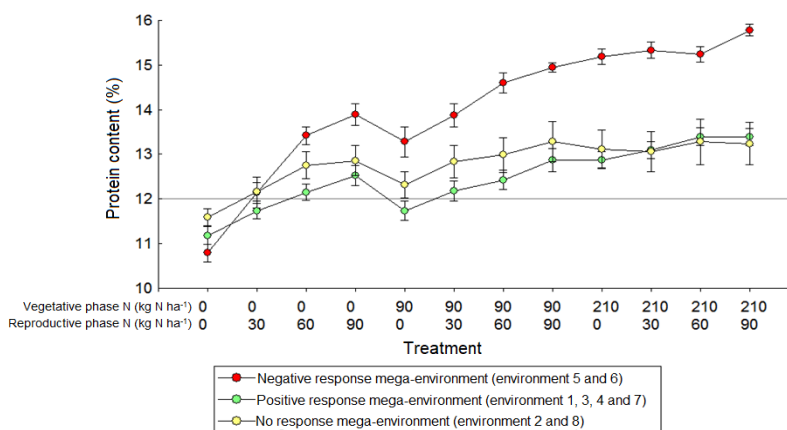 16
15
14
13
12
11
10
Protein content (%)
Vegetative phase N (kg N ha⁻¹) 0 0 0 0 90 90 90 90 210 210 210 210
Reproductive phase N (kg N ha⁻¹) 0 30 60 90 0 30 60 90 0 30 60 90
Treatment
Negative response mega-environment (environment 5 and 6)
Positive response mega-environment (environment 1, 3, 4 and 7)
No response mega-environment (environment 2 and 8)